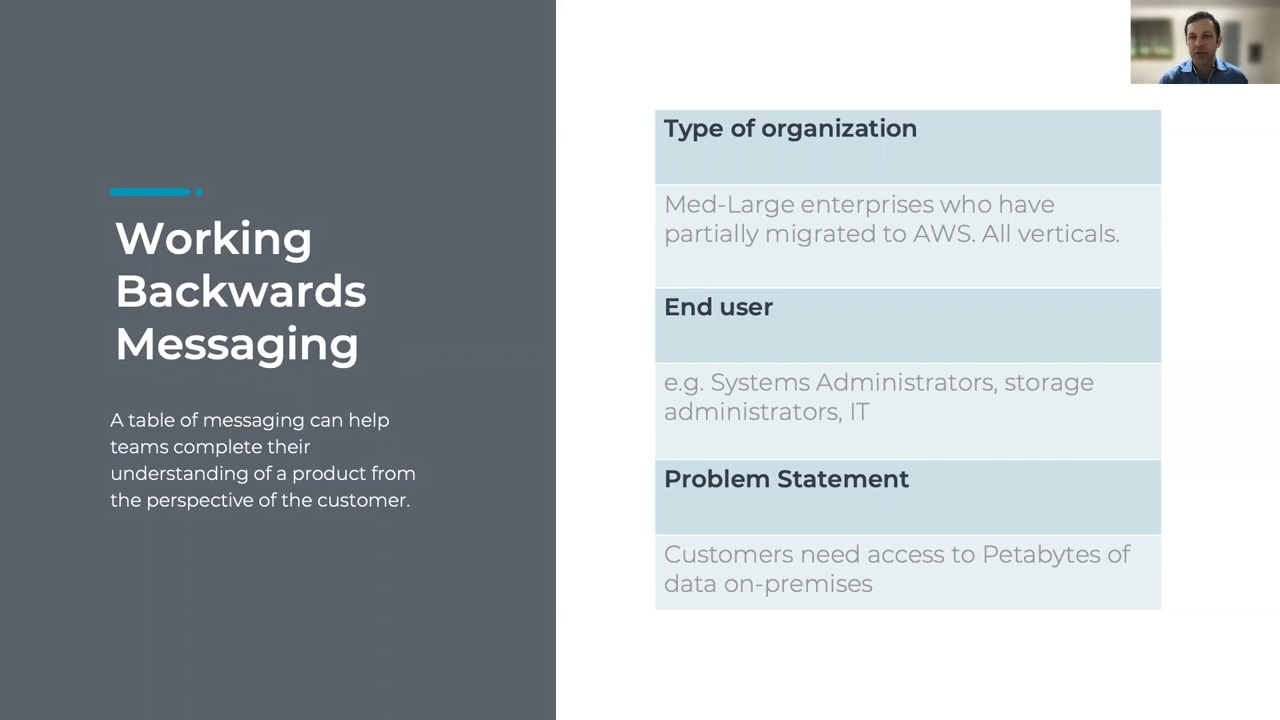 Working
Backwards
Messaging
A table of messaging can help
teams complete their
understanding of a product from
the perspective of the customer.
Type of organization
Med-Large enterprises who have
partially migrated to AWS. All verticals.
End user
e.g. Systems Administrators, storage
administrators, IT
Problem Statement
Customers need access to Petabytes of
data on-premises